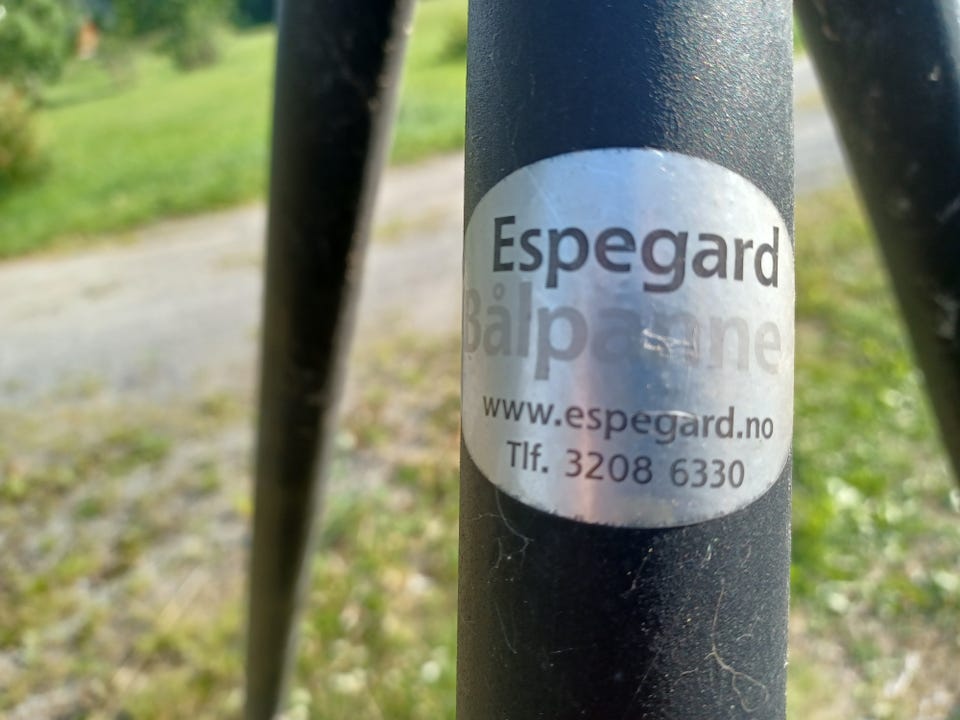 Espegard
Bålpanne
www.espegard.no
Tlf. 3208 6330